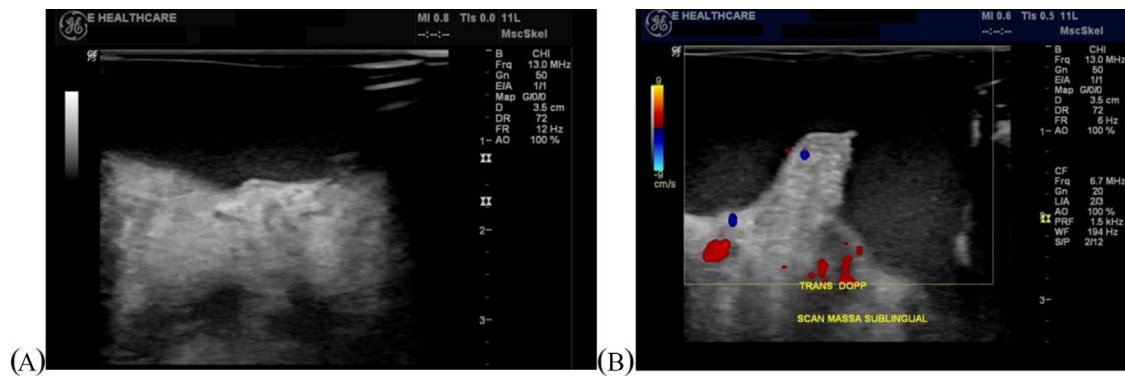 E HEALTHCARE
MI 0.8 TIs 0.0 11L
--:--:-- MscSkel
B CHI
Frq 13.0 MHz
Gn 50
E/A 1/1
Map G/0/0
D 3.5 cm
DR 72
FR 12 Hz
AO 100 %
1
2
3
(A)
E HEALTHCARE
MI 0.6 TIs 0.5 11L
--:--:-- MscSkel
B CHI
Frq 13.0 MHz
Gn 50
E/A 1/1
Map G/0/0
D 3.5 cm
DR 72
FR 6 Hz
AO 100 %
9
-9
cm/s
1
CF
Frq 6.7 MHz
Gn 20
L/A 2/3
AO 100 %
PRF 1.5 kHz
WF 194 Hz
S/P 2/12
3
TRANS DOPP
SCAN MASSA SUBLINGUAL
(B)